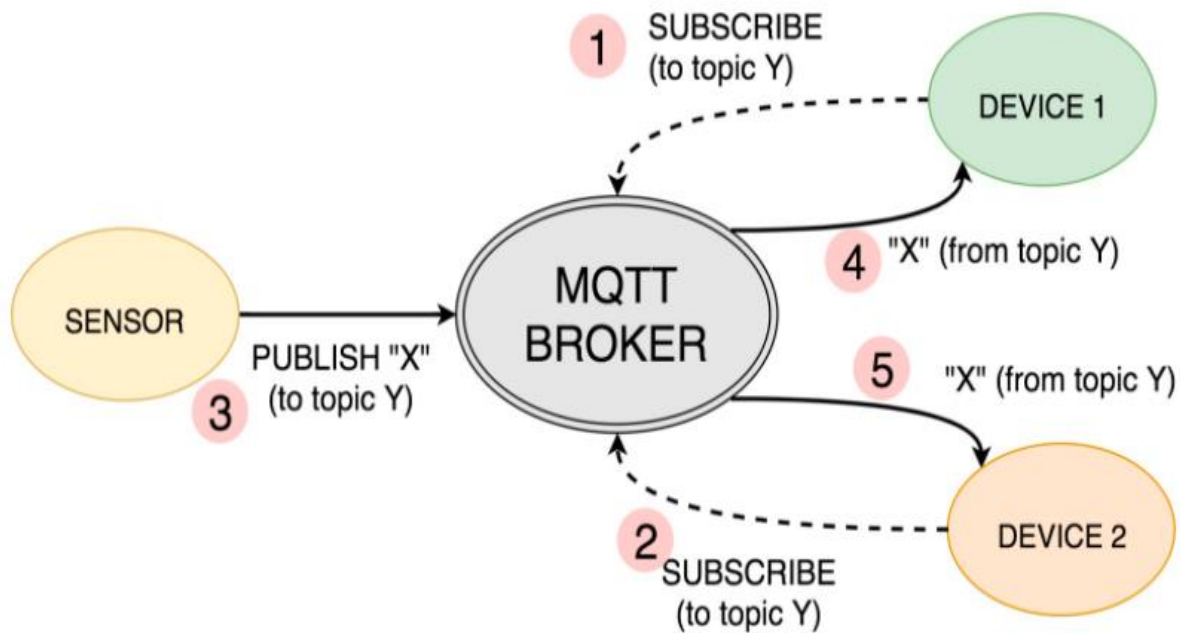 1
SUBSCRIBE
(to topic Y)
DEVICE 1
4
"X" (from topic Y)
MQTT
BROKER
SENSOR
PUBLISH "X"
(to topic Y)
3
5
"X" (from topic Y)
DEVICE 2
2
SUBSCRIBE
(to topic Y)